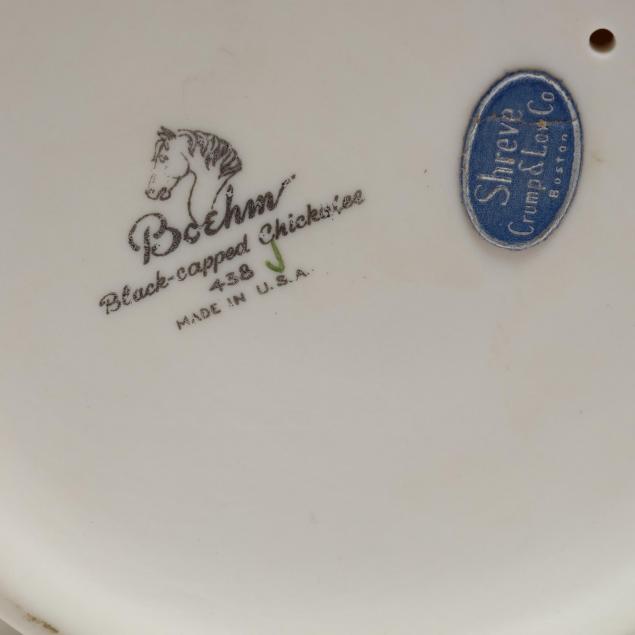 Boehm
Black-capped Chickadee
438
MADE IN U.S.A.
Shreve
Crump & Low Co
Boston